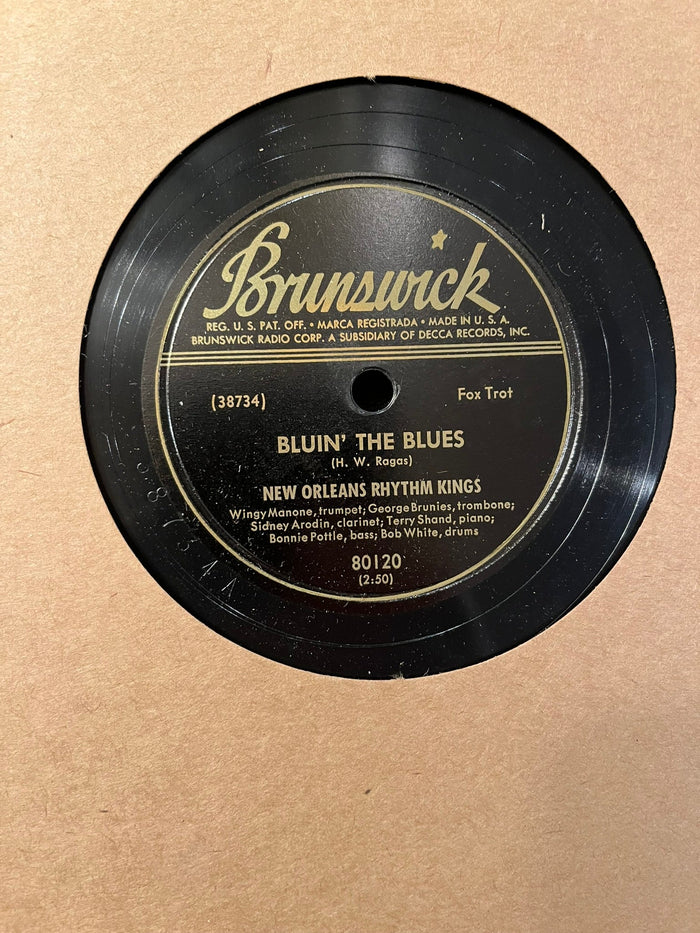 Brunswick
REG. U. S. PAT. OFF. • MARCA REGISTRADA • MADE IN U. S. A.
BRUNSWICK RADIO CORP. A SUBSIDIARY OF DECCA RECORDS, INC.
(38734)
Fox Trot
BLUIN' THE BLUES
(H. W. Ragas)
NEW ORLEANS RHYTHM KINGS
Wingy Manone, trumpet; George Brunies, trombone;
Sidney Arodin, clarinet; Terry Shand, piano;
Bonnie Pottle, bass; Bob White, drums
80120
(2:50)
38734A